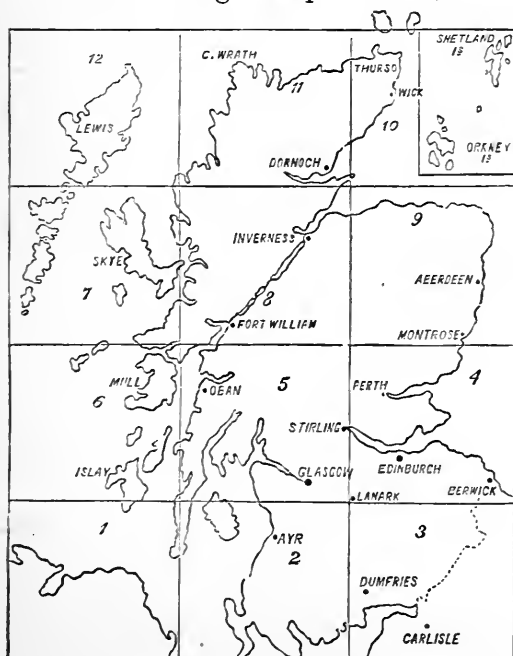 SHETLAND
13
12
C. WRATH
THURSO
11
WICK
LEWIS
10
ORKNEY
13
DORNOCH
9
INVERNESS
SKYE
7
8
ABERDEEN
FORT WILLIAM
MONTROSE
MULL
5
PERTH
4
6
OBAN
STIRLING
ISLAY
GLASGOW
EDINBURGH
BERWICK
LANARK
1
AYR
2
3
DUMFRIES
CARLISLE